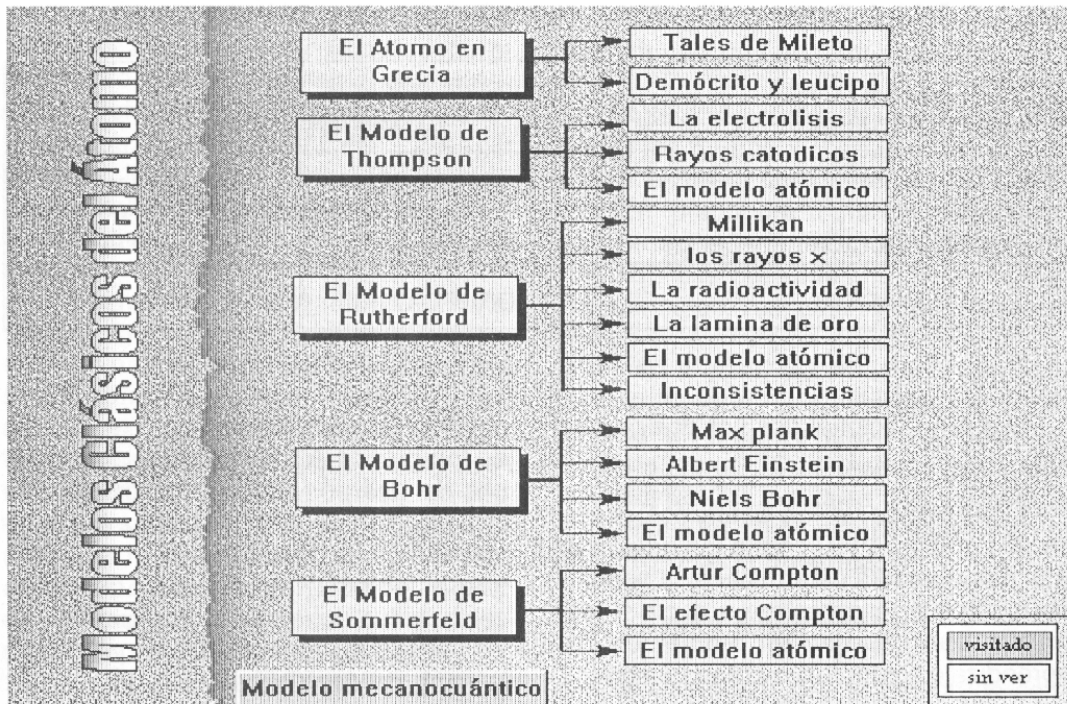 Modelos Clásicos del Átomo
El Atomo en
Grecia
Tales de Mileto
Demócrito y leucipo
El Modelo de
Thompson
La electrolisis
Rayos catodicos
El modelo atómico
El Modelo de
Rutherford
Millikan
los rayos x
La radioactividad
La lamina de oro
El modelo atómico
Inconsistencias
El Modelo de
Bohr
Max plank
Albert Einstein
Niels Bohr
El modelo atómico
El Modelo de
Sommerfeld
Artur Compton
El efecto Compton
El modelo atómico
Modelo mecanocuántico
visitado
sin ver